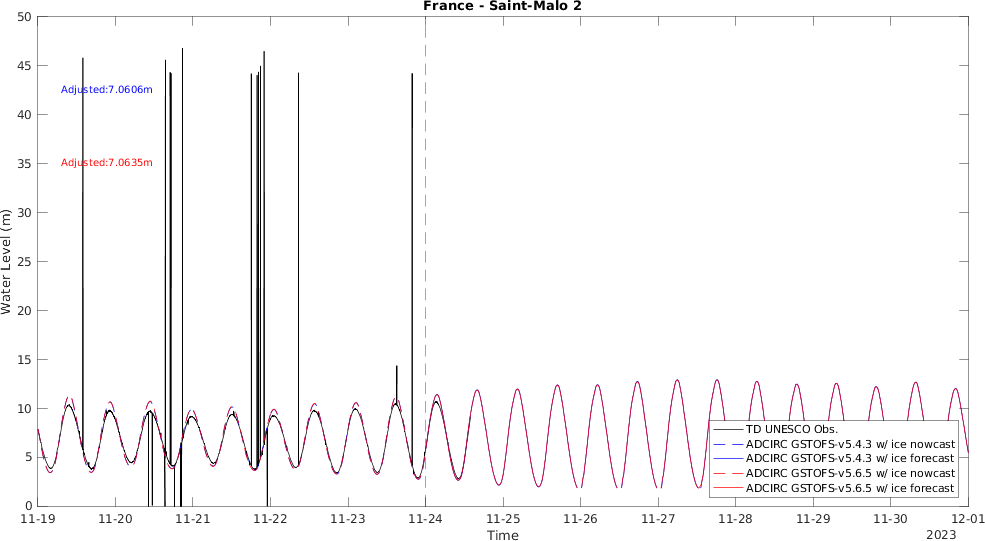 France - Saint-Malo 2
50
45
40
35
30
25
20
15
10
5
0
Water Level (m)
Adjusted:7.0606m
Adjusted:7.0635m
TD UNESCO Obs.
ADCIRC GSTOFS-v5.4.3 w/ ice nowcast
ADCIRC GSTOFS-v5.4.3 w/ ice forecast
ADCIRC GSTOFS-v5.6.5 w/ ice nowcast
ADCIRC GSTOFS-v5.6.5 w/ ice forecast
11-19 11-20 11-21 11-22 11-23 11-24 11-25 11-26 11-27 11-28 11-29 11-30 12-01
Time
2023